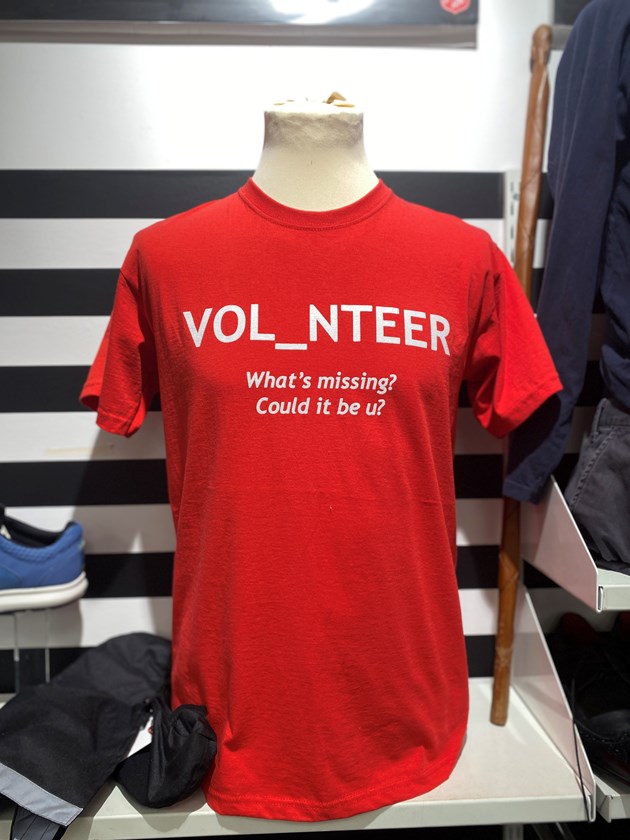 VOL_NTEER
What's missing?
Could it be u?